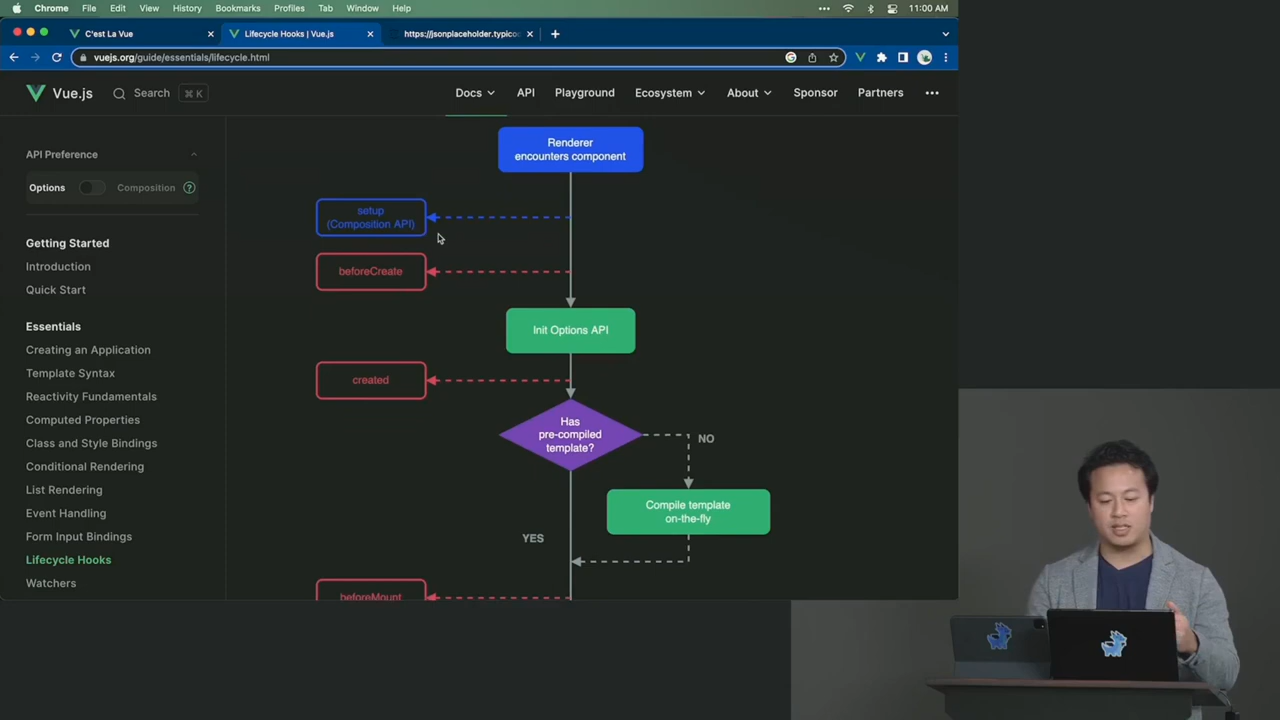 Chrome File Edit View History Bookmarks Profiles Tab Window Help
11:00 AM
C'est La Vue
Lifecycle Hooks | Vue.js
https://jsonplaceholder.typico
vuejs.org/guide/essentials/lifecycle.html
Vue.js
Search
⌘ K
Docs
API
Playground
Ecosystem
About
Sponsor
Partners
API Preference
Options
Composition
?
Getting Started
Introduction
Quick Start
Essentials
Creating an Application
Template Syntax
Reactivity Fundamentals
Computed Properties
Class and Style Bindings
Conditional Rendering
List Rendering
Event Handling
Form Input Bindings
Lifecycle Hooks
Watchers
Renderer
encounters component
setup
(Composition API)
beforeCreate
Init Options API
created
Has
pre-compiled
template?
NO
Compile template
on-the-fly
YES
beforeMount